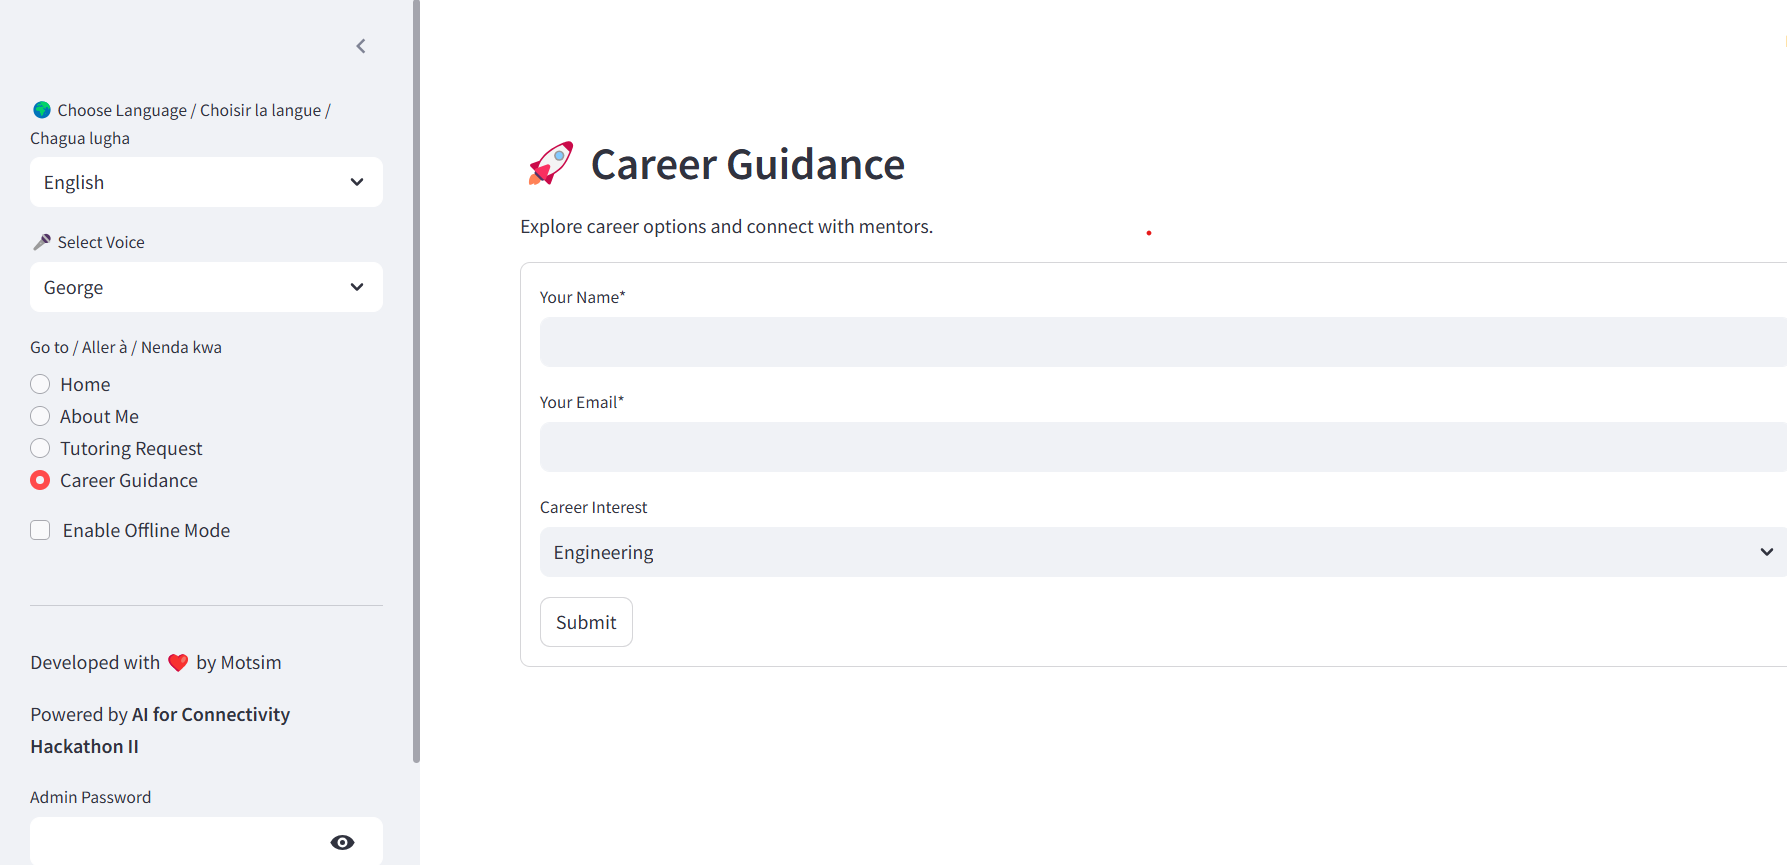 Choose Language / Choisir la langue /
Chagua lugha
English
Select Voice
George
Go to / Aller à / Nenda kwa
Home
About Me
Tutoring Request
Career Guidance
Enable Offline Mode
Developed with ❤️ by Motsim
Powered by AI for Connectivity
Hackathon II
Admin Password
Career Guidance
Explore career options and connect with mentors.
Your Name*
Your Email*
Career Interest
Engineering
Submit